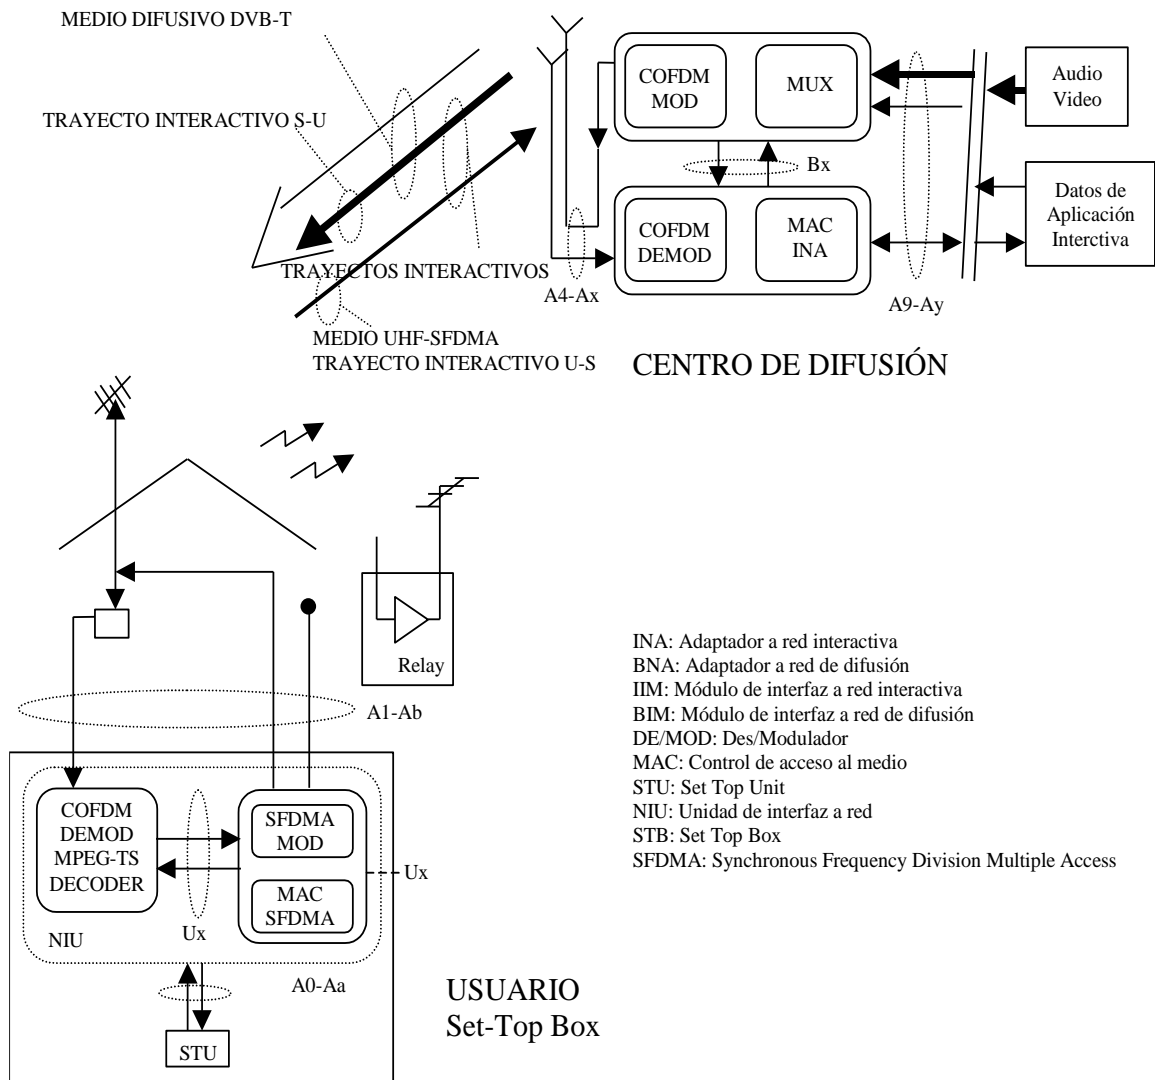 MEDIO DIFUSIVO DVB-T
TRAYECTO INTERACTIVO S-U
TRAYECTOS INTERACTIVOS
MEDIO UHF-SFDMA
TRAYECTO INTERACTIVO U-S
COFDM
MOD
MUX
Bx
COFDM
DEMOD
MAC
INA
A4-Ax
A9-Ay
Audio
Video
Datos de
Aplicación
Interctiva
CENTRO DE DIFUSIÓN
Relay
A1-Ab
COFDM
DEMOD
MPEG-TS
DECODER
SFDMA
MOD
MAC
SFDMA
Ux
Ux
NIU
A0-Aa
STU
USUARIO
Set-Top Box
INA: Adaptador a red interactiva
BNA: Adaptador a red de difusión
IIM: Módulo de interfaz a red interactiva
BIM: Módulo de interfaz a red de difusión
DE/MOD: Des/Modulador
MAC: Control de acceso al medio
STU: Set Top Unit
NIU: Unidad de interfaz a red
STB: Set Top Box
SFDMA: Synchronous Frequency Division Multiple Access